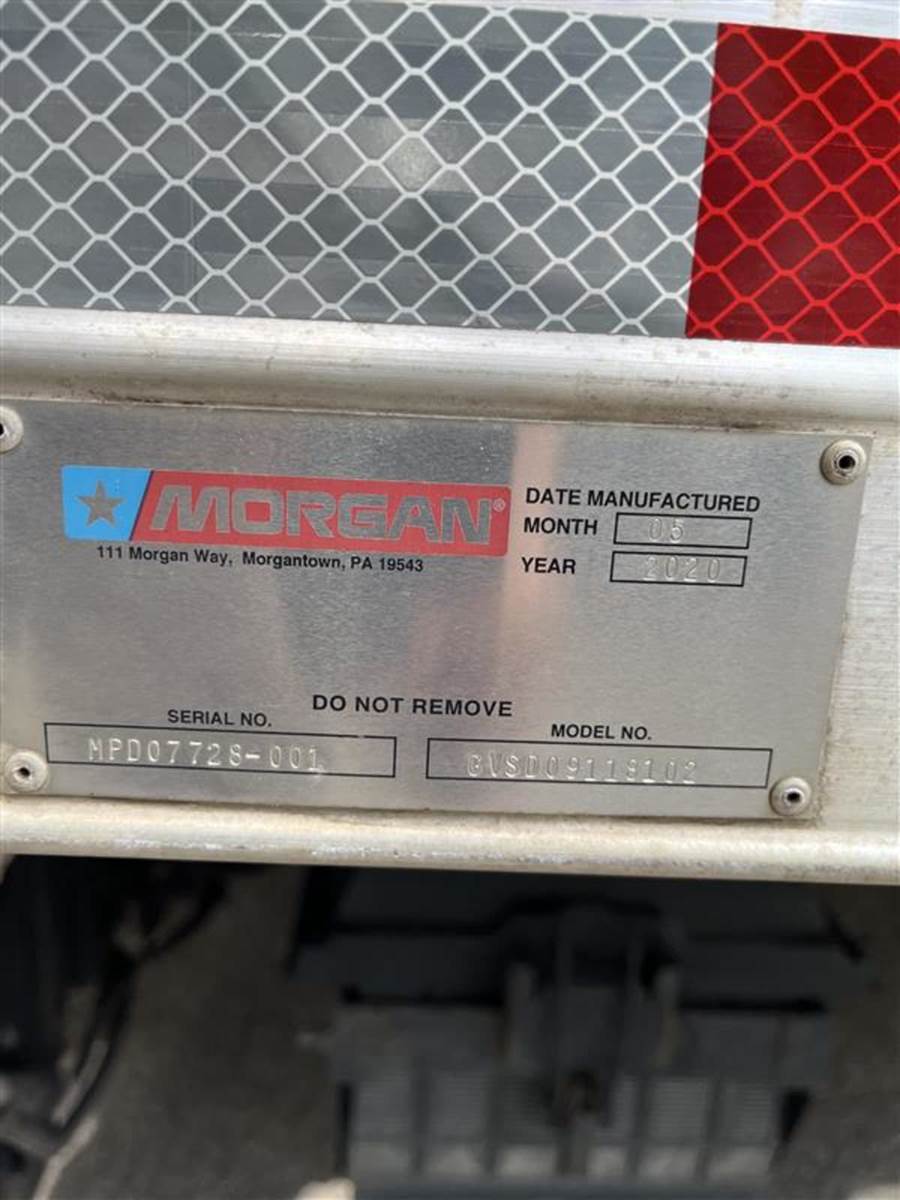 MORGAN®
111 Morgan Way, Morgantown, PA 19543
DATE MANUFACTURED
MONTH 05
YEAR 2020
DO NOT REMOVE
SERIAL NO.
MPD07728-001
MODEL NO.
GVSD09118102